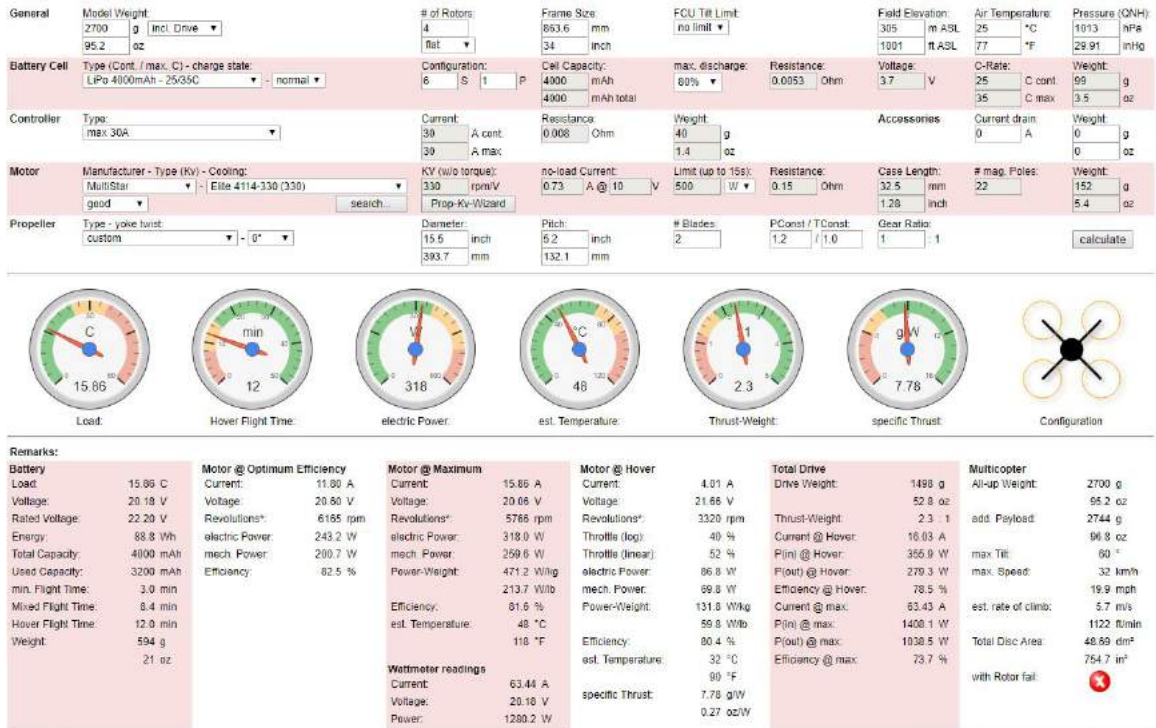 General Model Weight: # of Rotors: Frame Size: FCU Tilt Limit: Field Elevation: Air Temperature: Pressure (QNH):
2700 g incl. Drive 4 863.6 mm no limit 305 m ASL 25 °C 1013 hPa
95.2 oz flat 34 inch 1001 ft ASL 77 °F 29.91 inHg
Battery Cell Type (Cont. / max. C) - charge state: Configuration: Cell Capacity: max. discharge: Resistance: Voltage: C-Rate: Weight:
LiPo 4000mAh - 25/35C - normal 6 S 1 P 4000 mAh 80% 0.0053 Ohm 3.7 V 25 C cont. 99 g
4000 mAh total 35 C max 3.5 oz
Controller Type: Current: Resistance: Weight: Accessories Current drain: Weight:
max 30A 30 A cont. 0.008 Ohm 40 g 0 A 0 g
30 A max 1.4 oz 0 oz
Motor Manufacturer - Type (Kv) - Cooling: KV (w/o torque): no-load Current: Limit (up to 15s): Resistance: Case Length: # mag. Poles: Weight:
MultiStar - Elite 4114-330 (330) 330 rpm/V 0.73 A @ 10 V 500 W 0.15 Ohm 32.5 mm 22 152 g
good search... Prop-Kv-Wizard 1.28 inch 5.4 oz
Propeller Type - yoke twist: Diameter: Pitch: # Blades: PConst / TConst: Gear Ratio:
custom - 0° 15.5 inch 5.2 inch 2 1.2 / 1.0 1 : 1 calculate
393.7 mm 132.1 mm
C min W °C :1 g/W
15.86 12 318 48 2.3 7.78
Load: Hover Flight Time: electric Power: est. Temperature: Thrust-Weight: specific Thrust: Configuration
Remarks:
Battery Motor @ Optimum Efficiency Motor @ Maximum Motor @ Hover Total Drive Multicopter
Load: 15.86 C Current: 11.80 A Current: 15.86 A Current: 4.01 A Drive Weight: 1498 g All-up Weight: 2700 g
Voltage: 20.18 V Voltage: 20.60 V Voltage: 20.06 V Voltage: 21.66 V 52.8 oz 95.2 oz
Rated Voltage: 22.20 V Revolutions*: 6165 rpm Revolutions*: 5766 rpm Revolutions*: 3320 rpm Thrust-Weight: 2.3 : 1 add. Payload: 2744 g
Energy: 88.8 Wh electric Power: 243.2 W electric Power: 318.0 W Throttle (log): 40 % Current @ Hover: 16.03 A 96.8 oz
Total Capacity: 4000 mAh mech. Power: 200.7 W mech. Power: 259.6 W Throttle (linear): 52 % P(in) @ Hover: 355.9 W max Tilt: 60 °
Used Capacity: 3200 mAh Efficiency: 82.5 % Power-Weight: 471.2 W/kg electric Power: 86.8 W P(out) @ Hover: 279.3 W max. Speed: 32 km/h
min. Flight Time: 3.0 min 213.7 W/lb mech. Power: 69.8 W Efficiency @ Hover: 78.5 % 19.9 mph
Mixed Flight Time: 8.4 min Efficiency: 81.6 % Power-Weight: 131.8 W/kg Current @ max: 63.43 A est. rate of climb: 5.7 m/s
Hover Flight Time: 12.0 min est. Temperature: 48 °C 59.8 W/lb P(in) @ max: 1408.1 W 1122 ft/min
Weight: 594 g 118 °F Efficiency: 80.4 % P(out) @ max: 1038.5 W Total Disc Area: 48.69 dm²
21 oz est. Temperature: 32 °C Efficiency @ max: 73.7 % 754.7 in²
Wattmeter readings 90 °F with Rotor fail:
Current: 63.44 A specific Thrust: 7.78 g/W
Voltage: 20.18 V 0.27 oz/W
Power: 1280.2 W